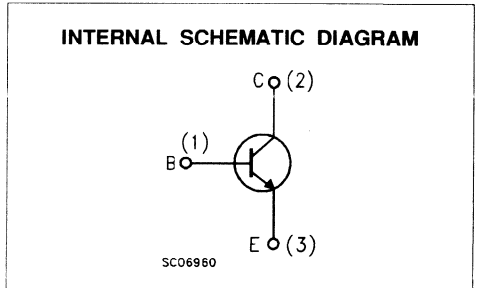 INTERNAL SCHEMATIC DIAGRAM
C (2)
(1)
B
E (3)
SC06960